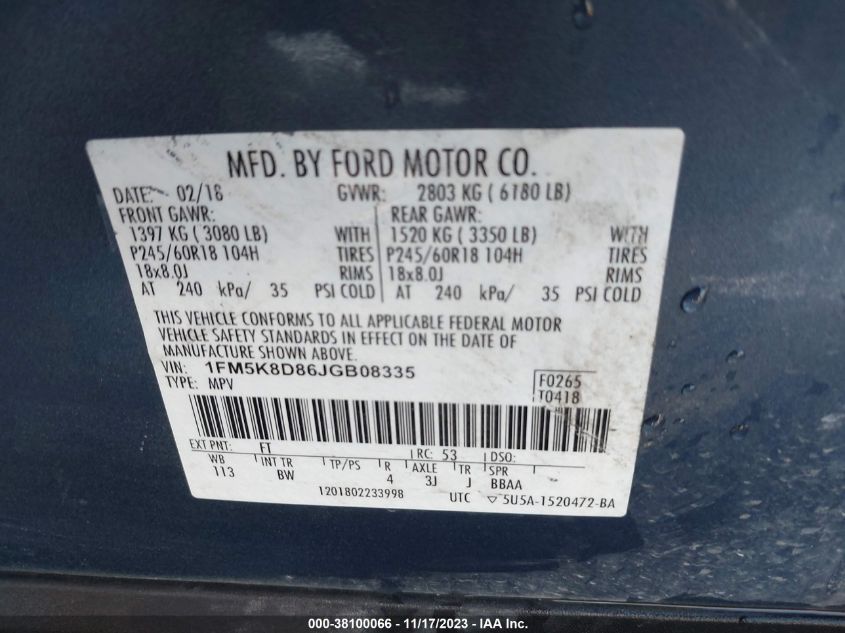 MFD. BY FORD MOTOR CO.
DATE: 02/18 GVWR: 2803 KG ( 6180 LB)
FRONT GAWR: REAR GAWR:
1397 KG ( 3080 LB) WITH 1520 KG ( 3350 LB) WITH
P245/60R18 104H TIRES P245/60R18 104H TIRES
18x8.0J RIMS 18x8.0J RIMS
AT 240 kPa/ 35 PSI COLD AT 240 kPa/ 35 PSI COLD
THIS VEHICLE CONFORMS TO ALL APPLICABLE FEDERAL MOTOR
VEHICLE SAFETY STANDARDS IN EFFECT ON THE DATE OF
MANUFACTURE SHOWN ABOVE.
VIN: 1FM5K8D86JGB08335
TYPE: MPV
F0265
T0418
EXT PNT: FT RC: 53 DSO:
WB INT TR TP/PS R AXLE TR SPR
113 BW 4 3J J BBAA
1201802233998 UTC ▽ 5U5A-1520472-BA
000-38100066 - 11/17/2023 - IAA Inc.